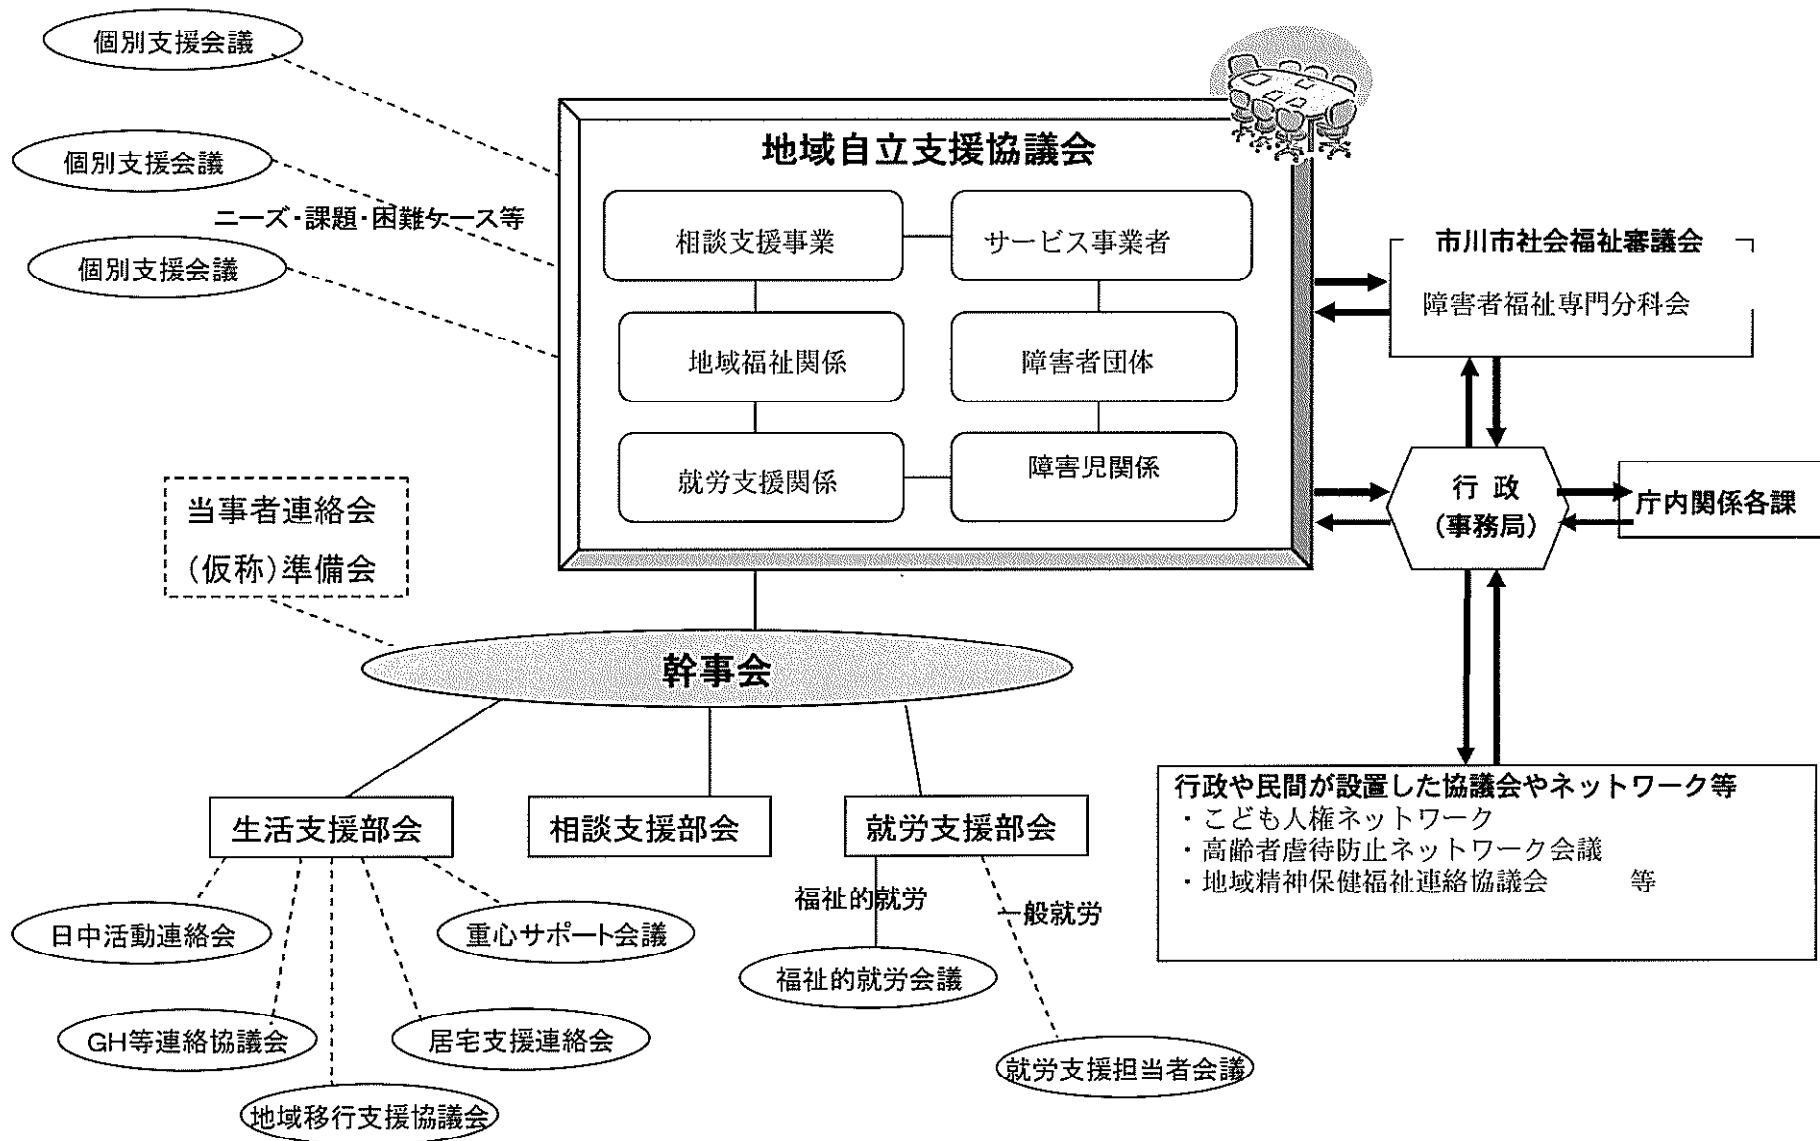 個別支援会議
個別支援会議
ニーズ・課題・困難ケース等
個別支援会議
地域自立支援協議会
相談支援事業
サービス事業者
地域福祉関係
障害者団体
就労支援関係
障害児関係
市川市社会福祉審議会
障害者福祉専門分科会
行 政
(事務局)
庁内関係各課
当事者連絡会
(仮称)準備会
幹事会
生活支援部会
相談支援部会
就労支援部会
福祉的就労
一般就労
日中活動連絡会
重心サポート会議
GH等連絡協議会
居宅支援連絡会
地域移行支援協議会
福祉的就労会議
就労支援担当者会議
行政や民間が設置した協議会やネットワーク等
・こども人権ネットワーク
・高齢者虐待防止ネットワーク会議
・地域精神保健福祉連絡協議会 等